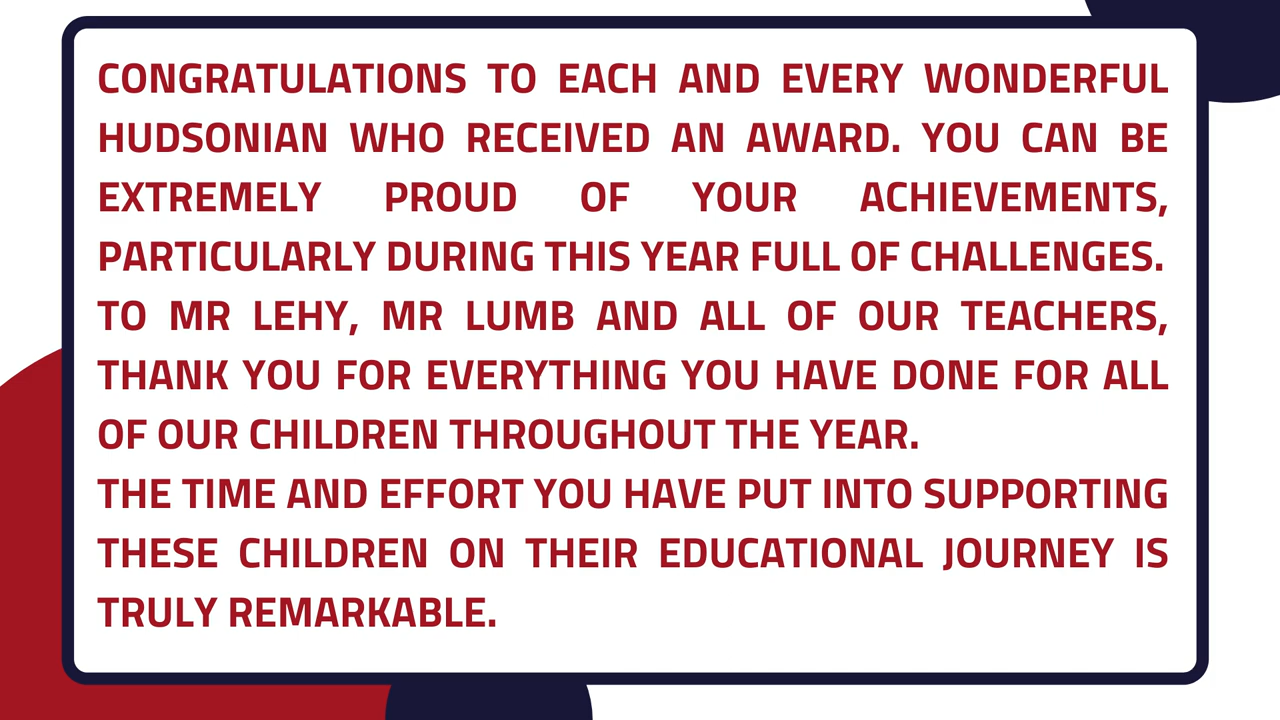 CONGRATULATIONS TO EACH AND EVERY WONDERFUL
HUDSONIAN WHO RECEIVED AN AWARD. YOU CAN BE
EXTREMELY PROUD OF YOUR ACHIEVEMENTS,
PARTICULARLY DURING THIS YEAR FULL OF CHALLENGES.
TO MR LEHY, MR LUMB AND ALL OF OUR TEACHERS,
THANK YOU FOR EVERYTHING YOU HAVE DONE FOR ALL
OF OUR CHILDREN THROUGHOUT THE YEAR.
THE TIME AND EFFORT YOU HAVE PUT INTO SUPPORTING
THESE CHILDREN ON THEIR EDUCATIONAL JOURNEY IS
TRULY REMARKABLE.